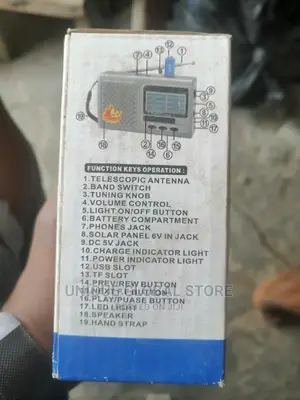 FUNCTION KEYS OPERATION:
1.TELESCOPIC ANTENNA
2.BAND SWITCH
3.TUNING KNOB
4.VOLUME CONTROL
5.LIGHT ON/OFF BUTTON
6.BATTERY COMPARTMENT
7.PHONES JACK
8.SOLAR PANEL 6V IN JACK
9.DC 5V JACK
10.CHARGE INDICATOR LIGHT
11.POWER INDICATOR LIGHT
12.USB SLOT
13.TF SLOT
14.PREV/REW BUTTON
15.NEXT/F.F BUTTON
16.PLAY/PUASE BUTTON
17.LED LIGHT
18.SPEAKER
19.HAND STRAP